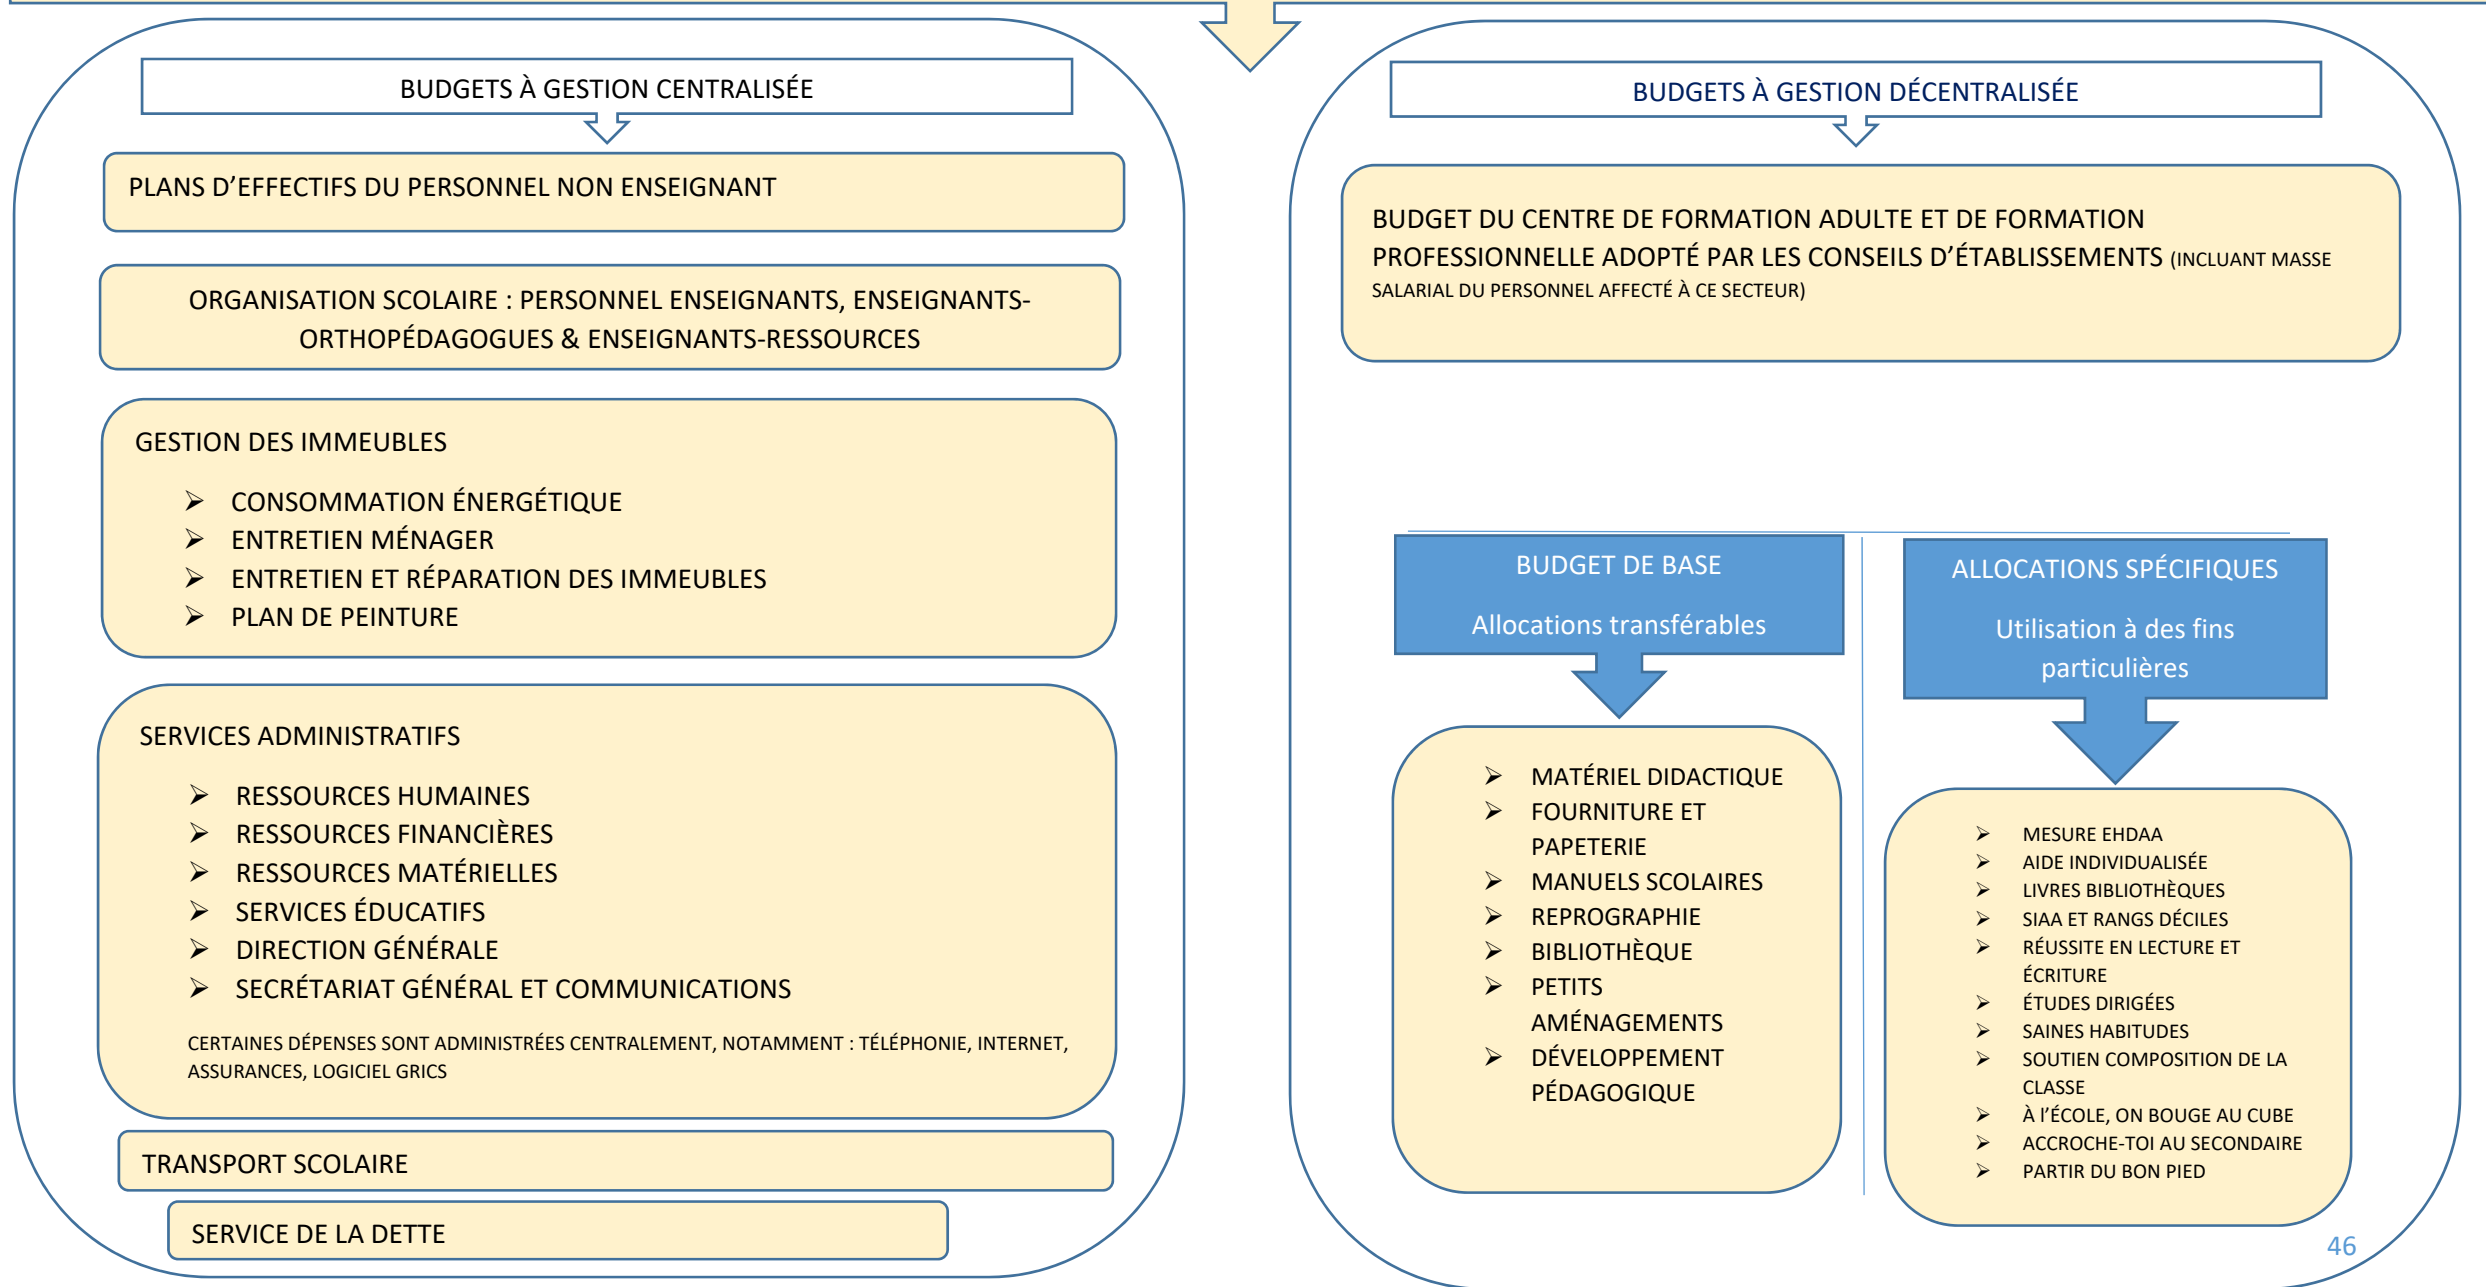 BUDGETS À GESTION CENTRALISÉE
PLANS D’EFFECTIFS DU PERSONNEL NON ENSEIGNANT
ORGANISATION SCOLAIRE : PERSONNEL ENSEIGNANTS, ENSEIGNANTS-
ORTHOPÉDAGOGUES & ENSEIGNANTS-RESSOURCES
GESTION DES IMMEUBLES
➢ CONSOMMATION ÉNERGÉTIQUE
➢ ENTRETIEN MÉNAGER
➢ ENTRETIEN ET RÉPARATION DES IMMEUBLES
➢ PLAN DE PEINTURE
SERVICES ADMINISTRATIFS
➢ RESSOURCES HUMAINES
➢ RESSOURCES FINANCIÈRES
➢ RESSOURCES MATÉRIELLES
➢ SERVICES ÉDUCATIFS
➢ DIRECTION GÉNÉRALE
➢ SECRÉTARIAT GÉNÉRAL ET COMMUNICATIONS
CERTAINES DÉPENSES SONT ADMINISTRÉES CENTRALEMENT, NOTAMMENT : TÉLÉPHONIE, INTERNET,
ASSURANCES, LOGICIEL GRICS
TRANSPORT SCOLAIRE
SERVICE DE LA DETTE
BUDGETS À GESTION DÉCENTRALISÉE
BUDGET DU CENTRE DE FORMATION ADULTE ET DE FORMATION
PROFESSIONNELLE ADOPTÉ PAR LES CONSEILS D’ÉTABLISSEMENTS (INCLUANT MASSE
SALARIAL DU PERSONNEL AFFECTÉ À CE SECTEUR)
BUDGET DE BASE
Allocations transférables
➢ MATÉRIEL DIDACTIQUE
➢ FOURNITURE ET
PAPETERIE
➢ MANUELS SCOLAIRES
➢ REPROGRAPHIE
➢ BIBLIOTHÈQUE
➢ PETITS
AMÉNAGEMENTS
➢ DÉVELOPPEMENT
PÉDAGOGIQUE
ALLOCATIONS SPÉCIFIQUES
Utilisation à des fins
particulières
➢ MESURE EHDAA
➢ AIDE INDIVIDUALISÉE
➢ LIVRES BIBLIOTHÈQUES
➢ SIAA ET RANGS DÉCILES
➢ RÉUSSITE EN LECTURE ET
ÉCRITURE
➢ ÉTUDES DIRIGÉES
➢ SAINES HABITUDES
➢ SOUTIEN COMPOSITION DE LA
CLASSE
➢ À l’ÉCOLE, ON BOUGE AU CUBE
➢ ACCROCHE-TOI AU SECONDAIRE
➢ PARTIR DU BON PIED
46